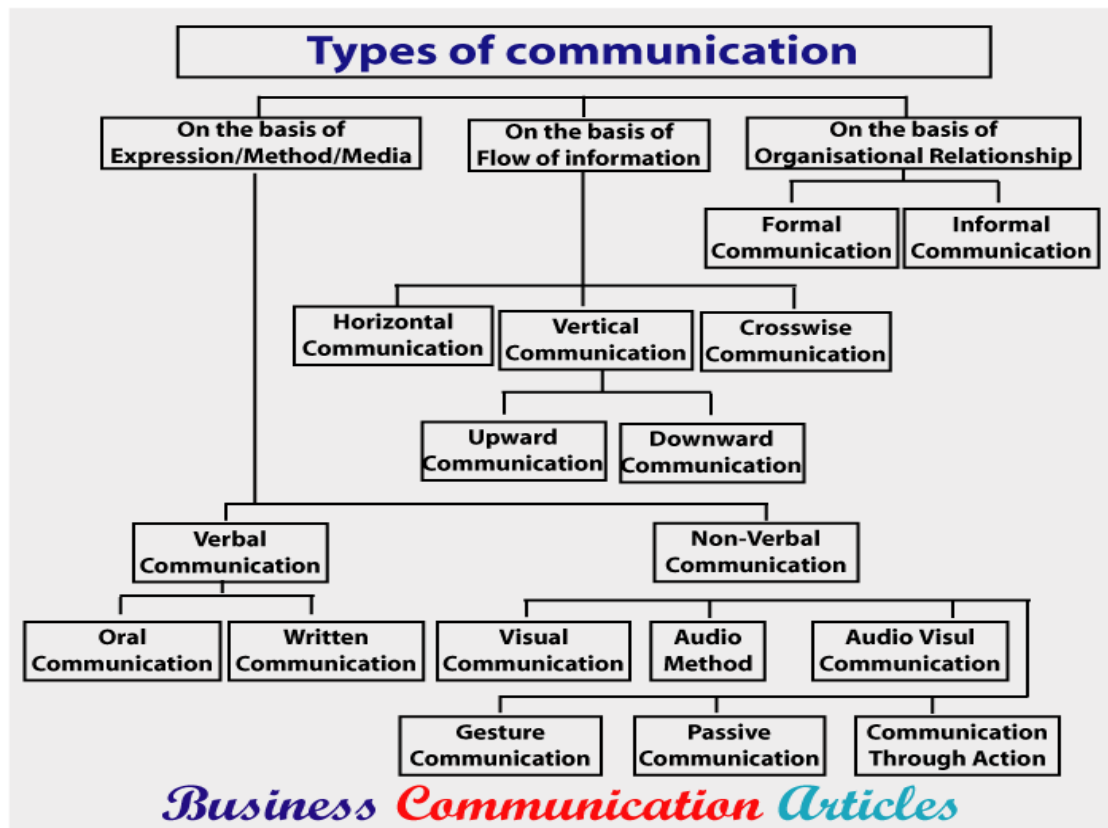 Types of communication
On the basis of
Expression/Method/Media
On the basis of
Flow of information
On the basis of
Organisational Relationship
Formal
Communication
Informal
Communication
Horizontal
Communication
Vertical
Communication
Crosswise
Communication
Upward
Communication
Downward
Communication
Verbal
Communication
Non-Verbal
Communication
Oral
Communication
Written
Communication
Visual
Communication
Audio
Method
Audio Visul
Communication
Gesture
Communication
Passive
Communication
Communication
Through Action
Business Communication Articles